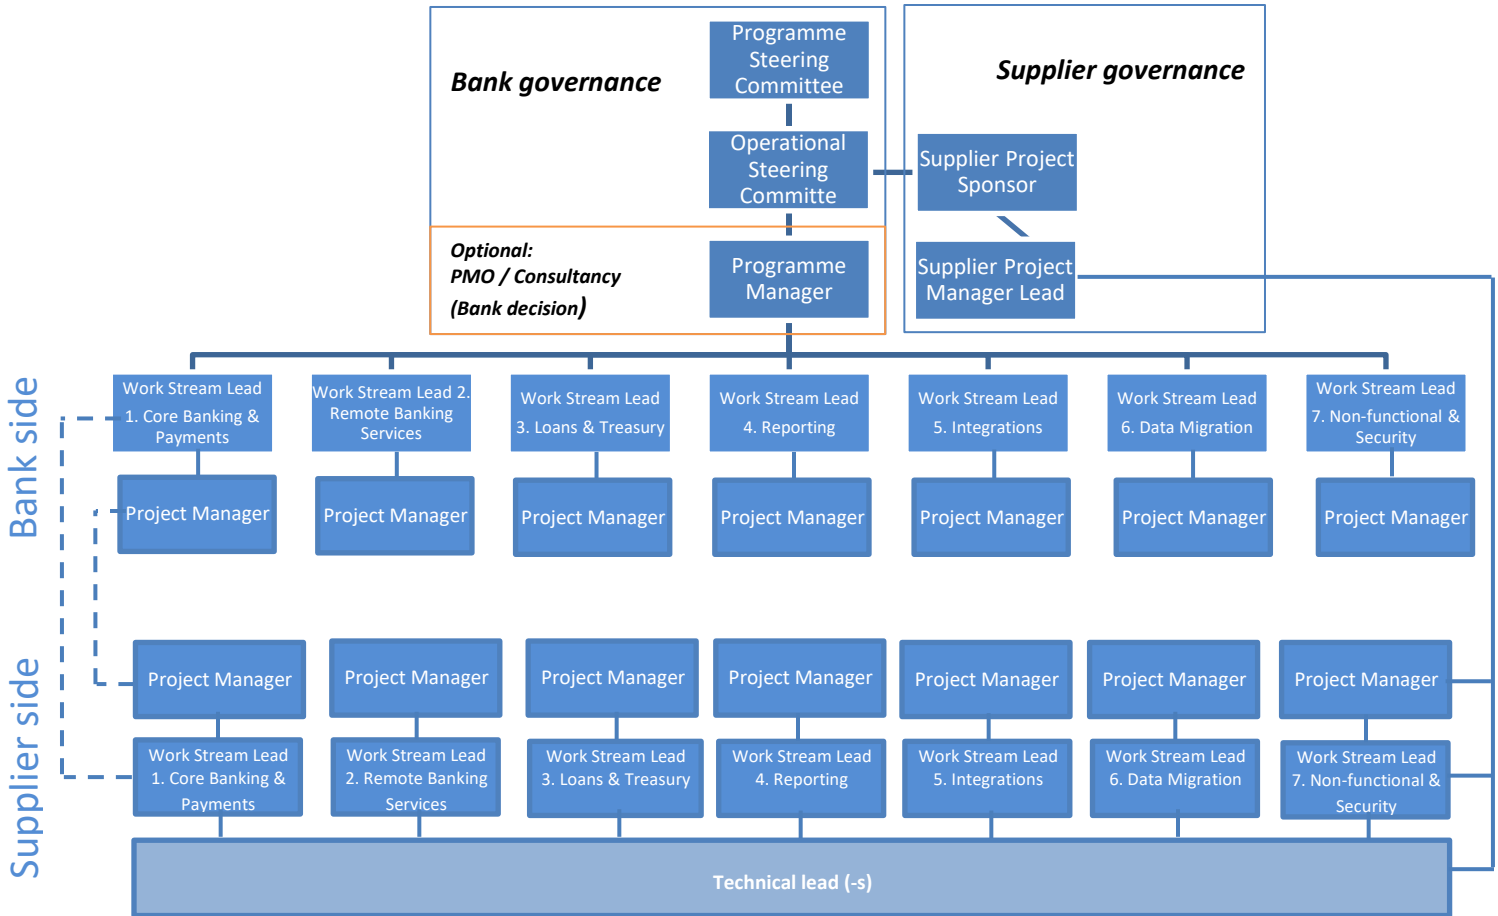 Bank governance
Programme
Steering
Committee
Supplier governance
Operational
Steering
Committe
Supplier Project
Sponsor
Optional:
PMO / Consultancy
(Bank decision)
Programme
Manager
Supplier Project
Manager Lead
Bank side
Work Stream Lead
1. Core Banking &
Payments
Work Stream Lead 2.
Remote Banking
Services
Work Stream Lead
3. Loans & Treasury
Work Stream Lead
4. Reporting
Work Stream Lead
5. Integrations
Work Stream Lead
6. Data Migration
Work Stream Lead
7. Non-functional &
Security
Project Manager
Project Manager
Project Manager
Project Manager
Project Manager
Project Manager
Project Manager
Supplier side
Project Manager
Project Manager
Project Manager
Project Manager
Project Manager
Project Manager
Project Manager
Work Stream Lead
1. Core Banking &
Payments
Work Stream Lead
2. Remote Banking
Services
Work Stream Lead
3. Loans & Treasury
Work Stream Lead
4. Reporting
Work Stream Lead
5. Integrations
Work Stream Lead
6. Data Migration
Work Stream Lead
7. Non-functional &
Security
Technical lead (-s)